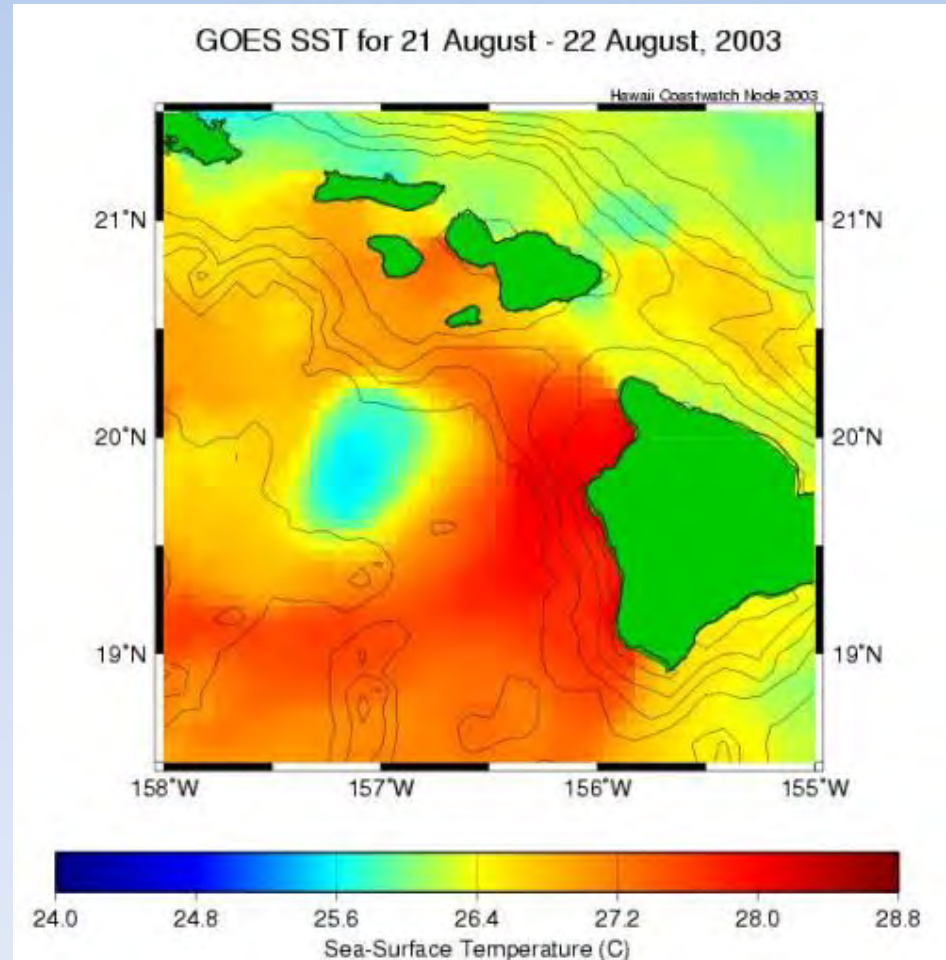 GOES SST for 21 August - 22 August, 2003
Hawaii Coastwatch Node 2003
21°N 21°N
20°N 20°N
19°N 19°N
158°W 157°W 156°W 155°W
24.0 24.8 25.6 26.4 27.2 28.0 28.8
Sea-Surface Temperature (C)